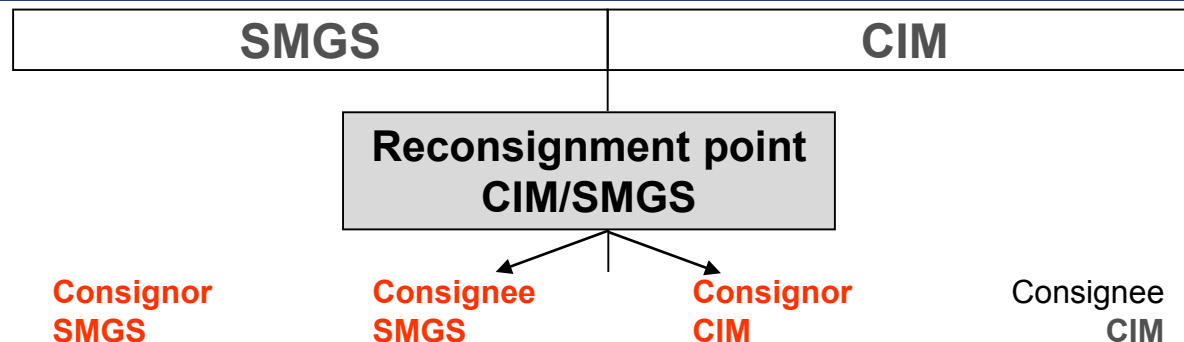 SMGS CIM
Reconsignment point
CIM/SMGS
Consignor Consignee Consignor Consignee
SMGS SMGS CIM CIM